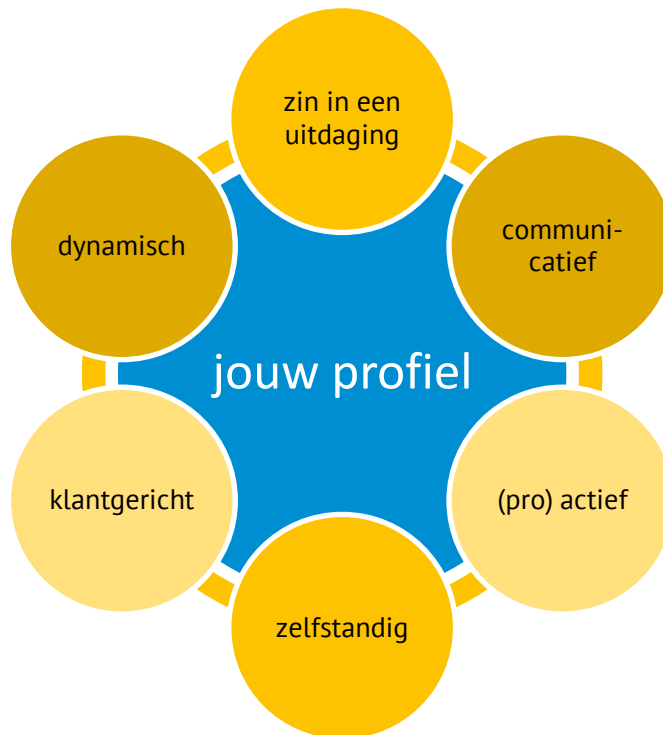 zin in een
uitdaging
dynamisch
communi-
catief
jouw profiel
klantgericht
(pro) actief
zelfstandig